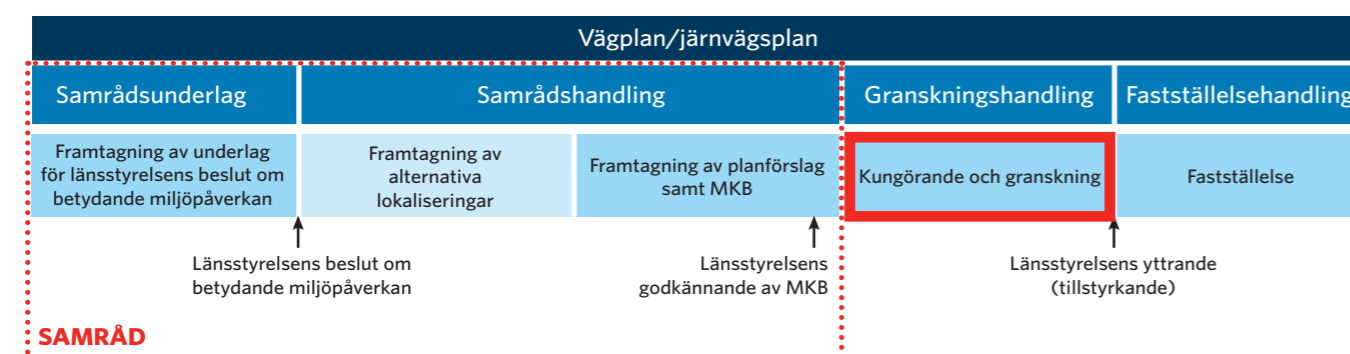 Vägplan/järnvägsplan
Samrådsunderlag
Samrådshandling
Granskningshandling
Fastställelsehandling
Framtagning av underlag
för länsstyrelsens beslut om
betydande miljöpåverkan
Framtagning av
alternativa
lokaliseringar
Framtagning av planförslag
samt MKB
Kungörande och granskning
Fastställelse
Länsstyrelsens beslut om
betydande miljöpåverkan
Länsstyrelsens
godkännande av MKB
Länsstyrelsens yttrande
(tillstyrkande)
SAMRÅD